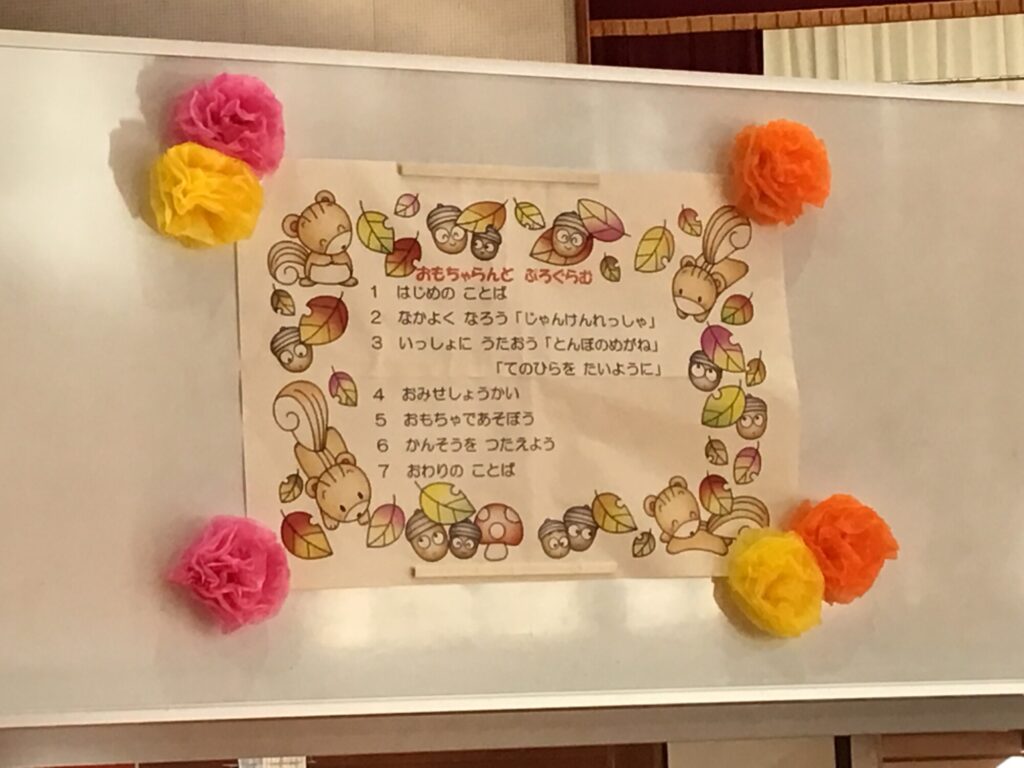 おもちゃらんど ぷろぐらむ
1 はじめの ことば
2 なかよく なろう「じゃんけんれっしゃ」
3 いっしょに うたおう「とんぼのめがね」
「てのひらを たいように」
4 おみせしょうかい
5 おもちゃであそぼう
6 かんそうを つたえよう
7 おわりの ことば